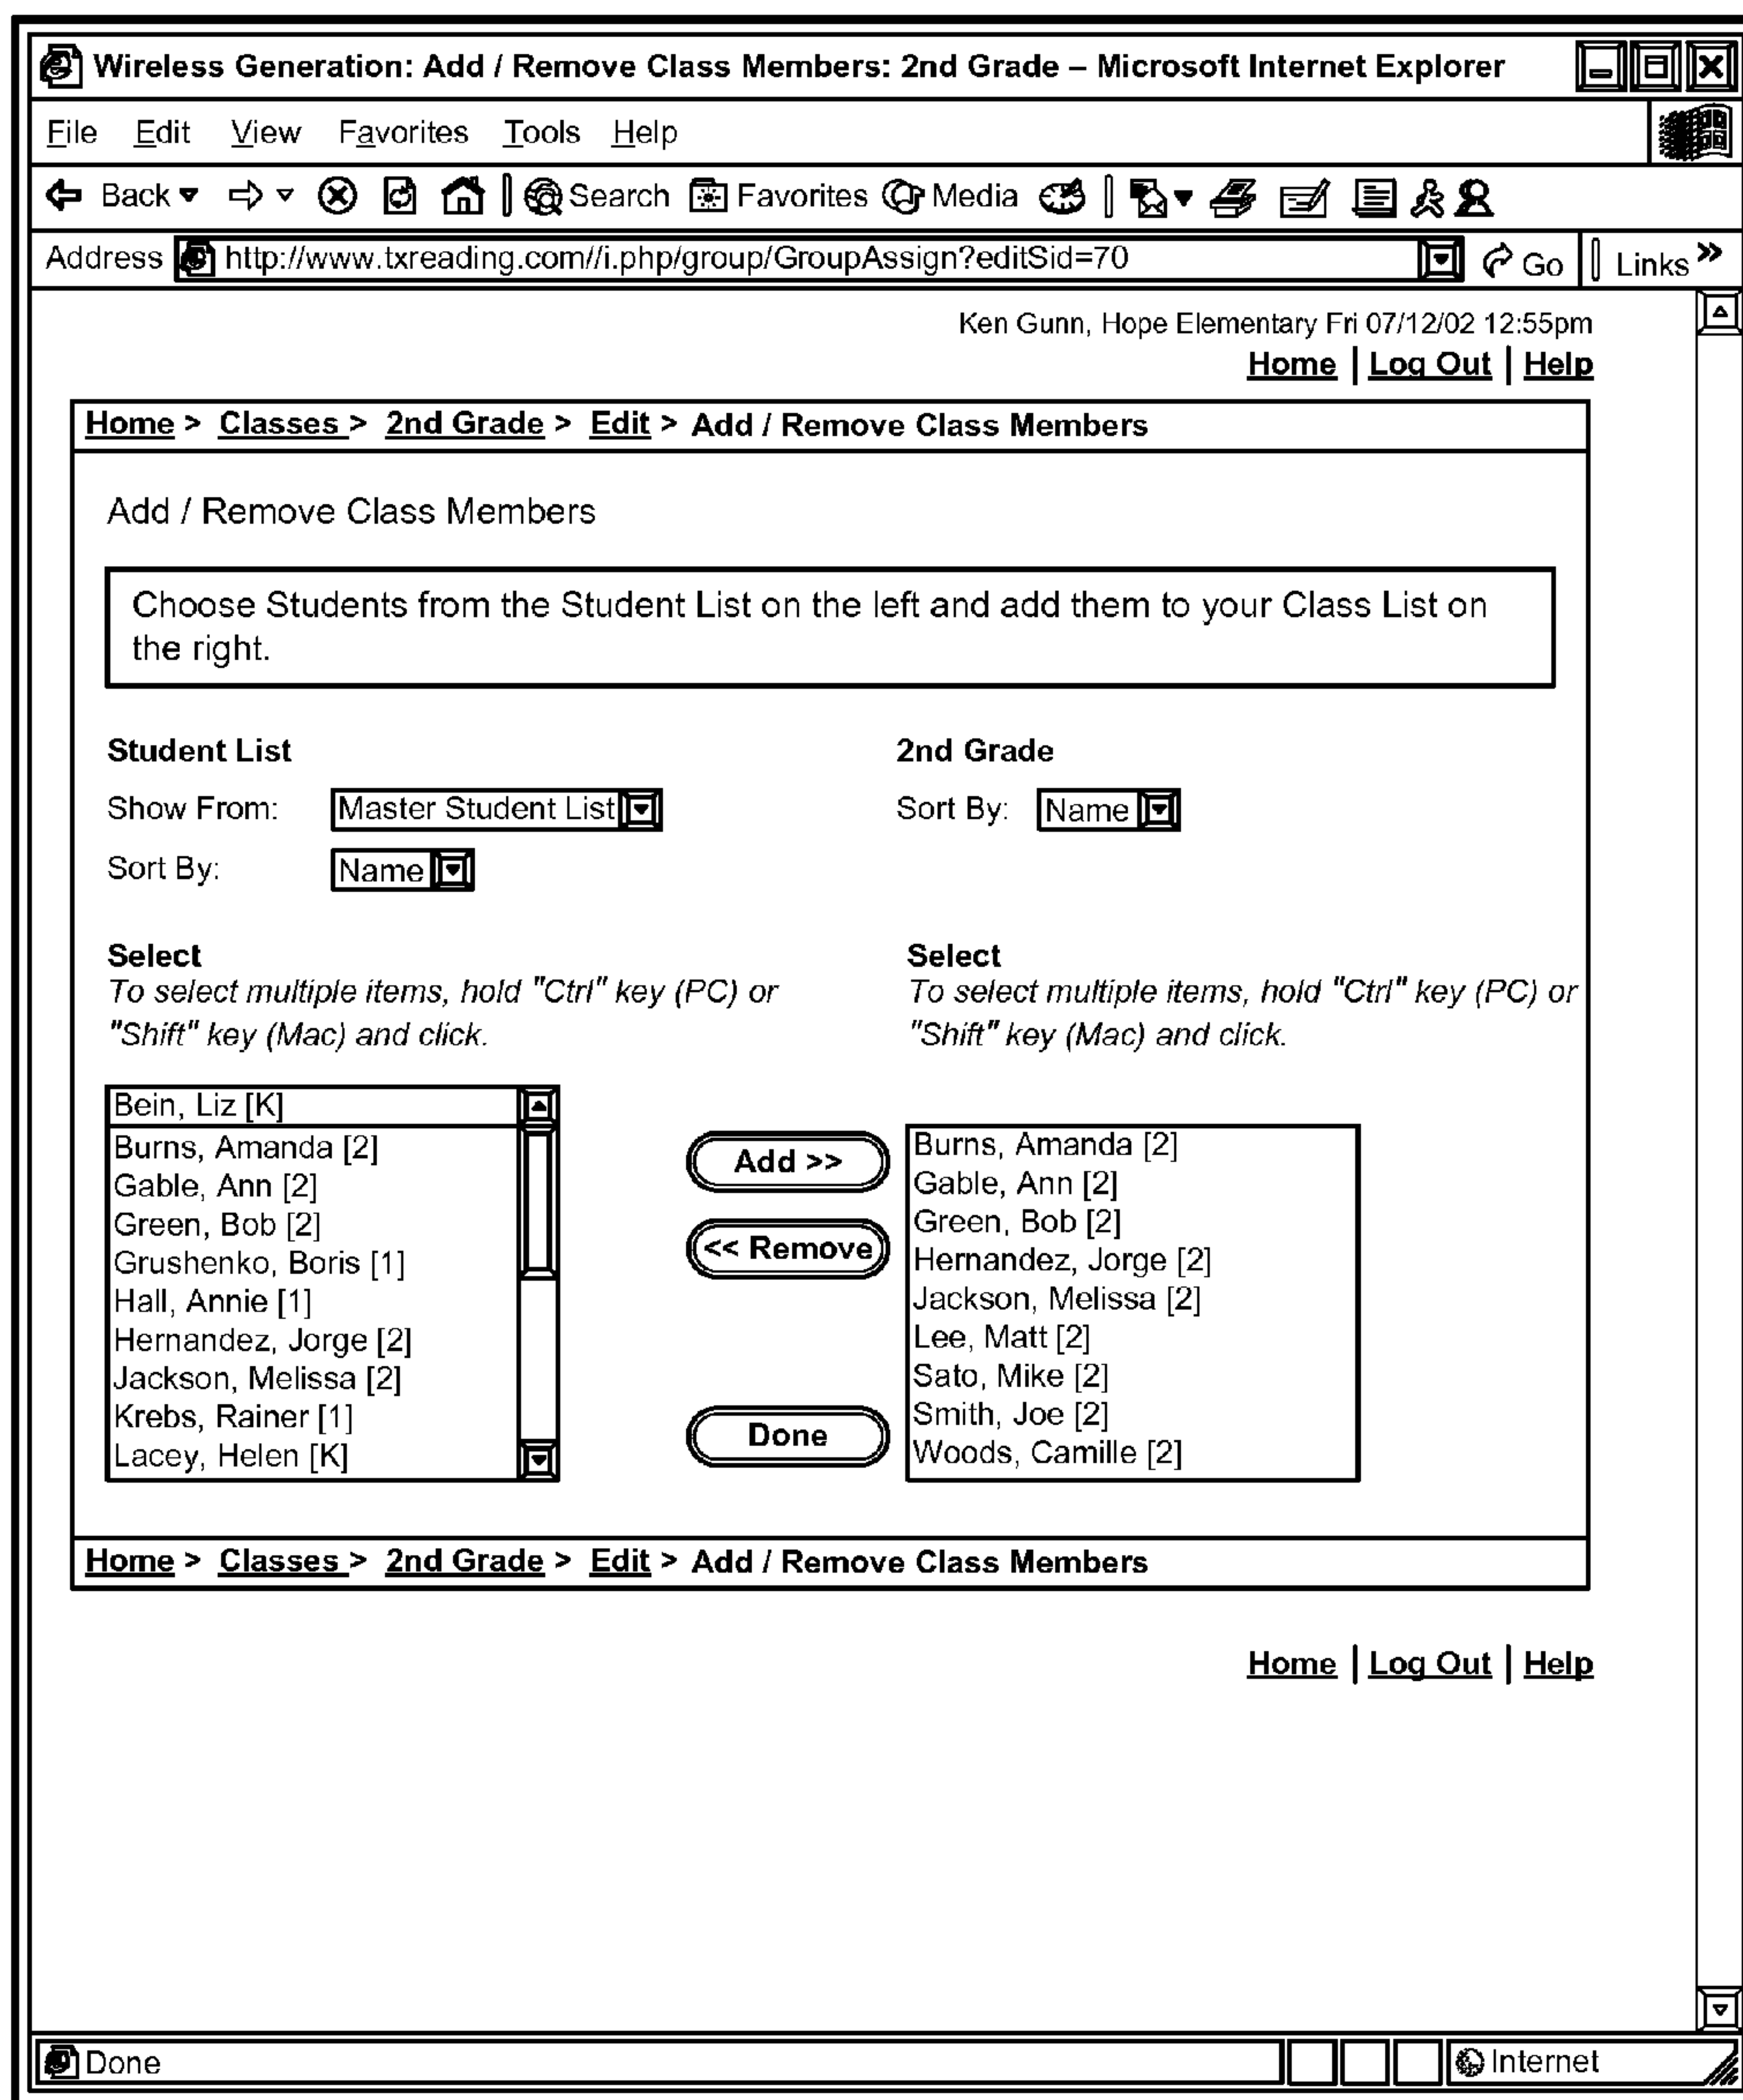 Wireless Generation: Add / Remove Class Members: 2nd Grade – Microsoft Internet Explorer
File Edit View Favorites Tools Help
Back Search Favorites Media
Address http://www.txreading.com//i.php/group/GroupAssign?editSid=70 Go Links »
Ken Gunn, Hope Elementary Fri 07/12/02 12:55pm
Home | Log Out | Help
Home > Classes > 2nd Grade > Edit > Add / Remove Class Members
Add / Remove Class Members
Choose Students from the Student List on the left and add them to your Class List on
the right.
Student List
Show From: Master Student List
Sort By: Name
2nd Grade
Sort By: Name
Select
To select multiple items, hold "Ctrl" key (PC) or
"Shift" key (Mac) and click.
Bein, Liz [K]
Burns, Amanda [2]
Gable, Ann [2]
Green, Bob [2]
Grushenko, Boris [1]
Hall, Annie [1]
Hernandez, Jorge [2]
Jackson, Melissa [2]
Krebs, Rainer [1]
Lacey, Helen [K]
Add >>
<< Remove
Done
Select
To select multiple items, hold "Ctrl" key (PC) or
"Shift" key (Mac) and click.
Burns, Amanda [2]
Gable, Ann [2]
Green, Bob [2]
Hernandez, Jorge [2]
Jackson, Melissa [2]
Lee, Matt [2]
Sato, Mike [2]
Smith, Joe [2]
Woods, Camille [2]
Home > Classes > 2nd Grade > Edit > Add / Remove Class Members
Home | Log Out | Help
Done Internet